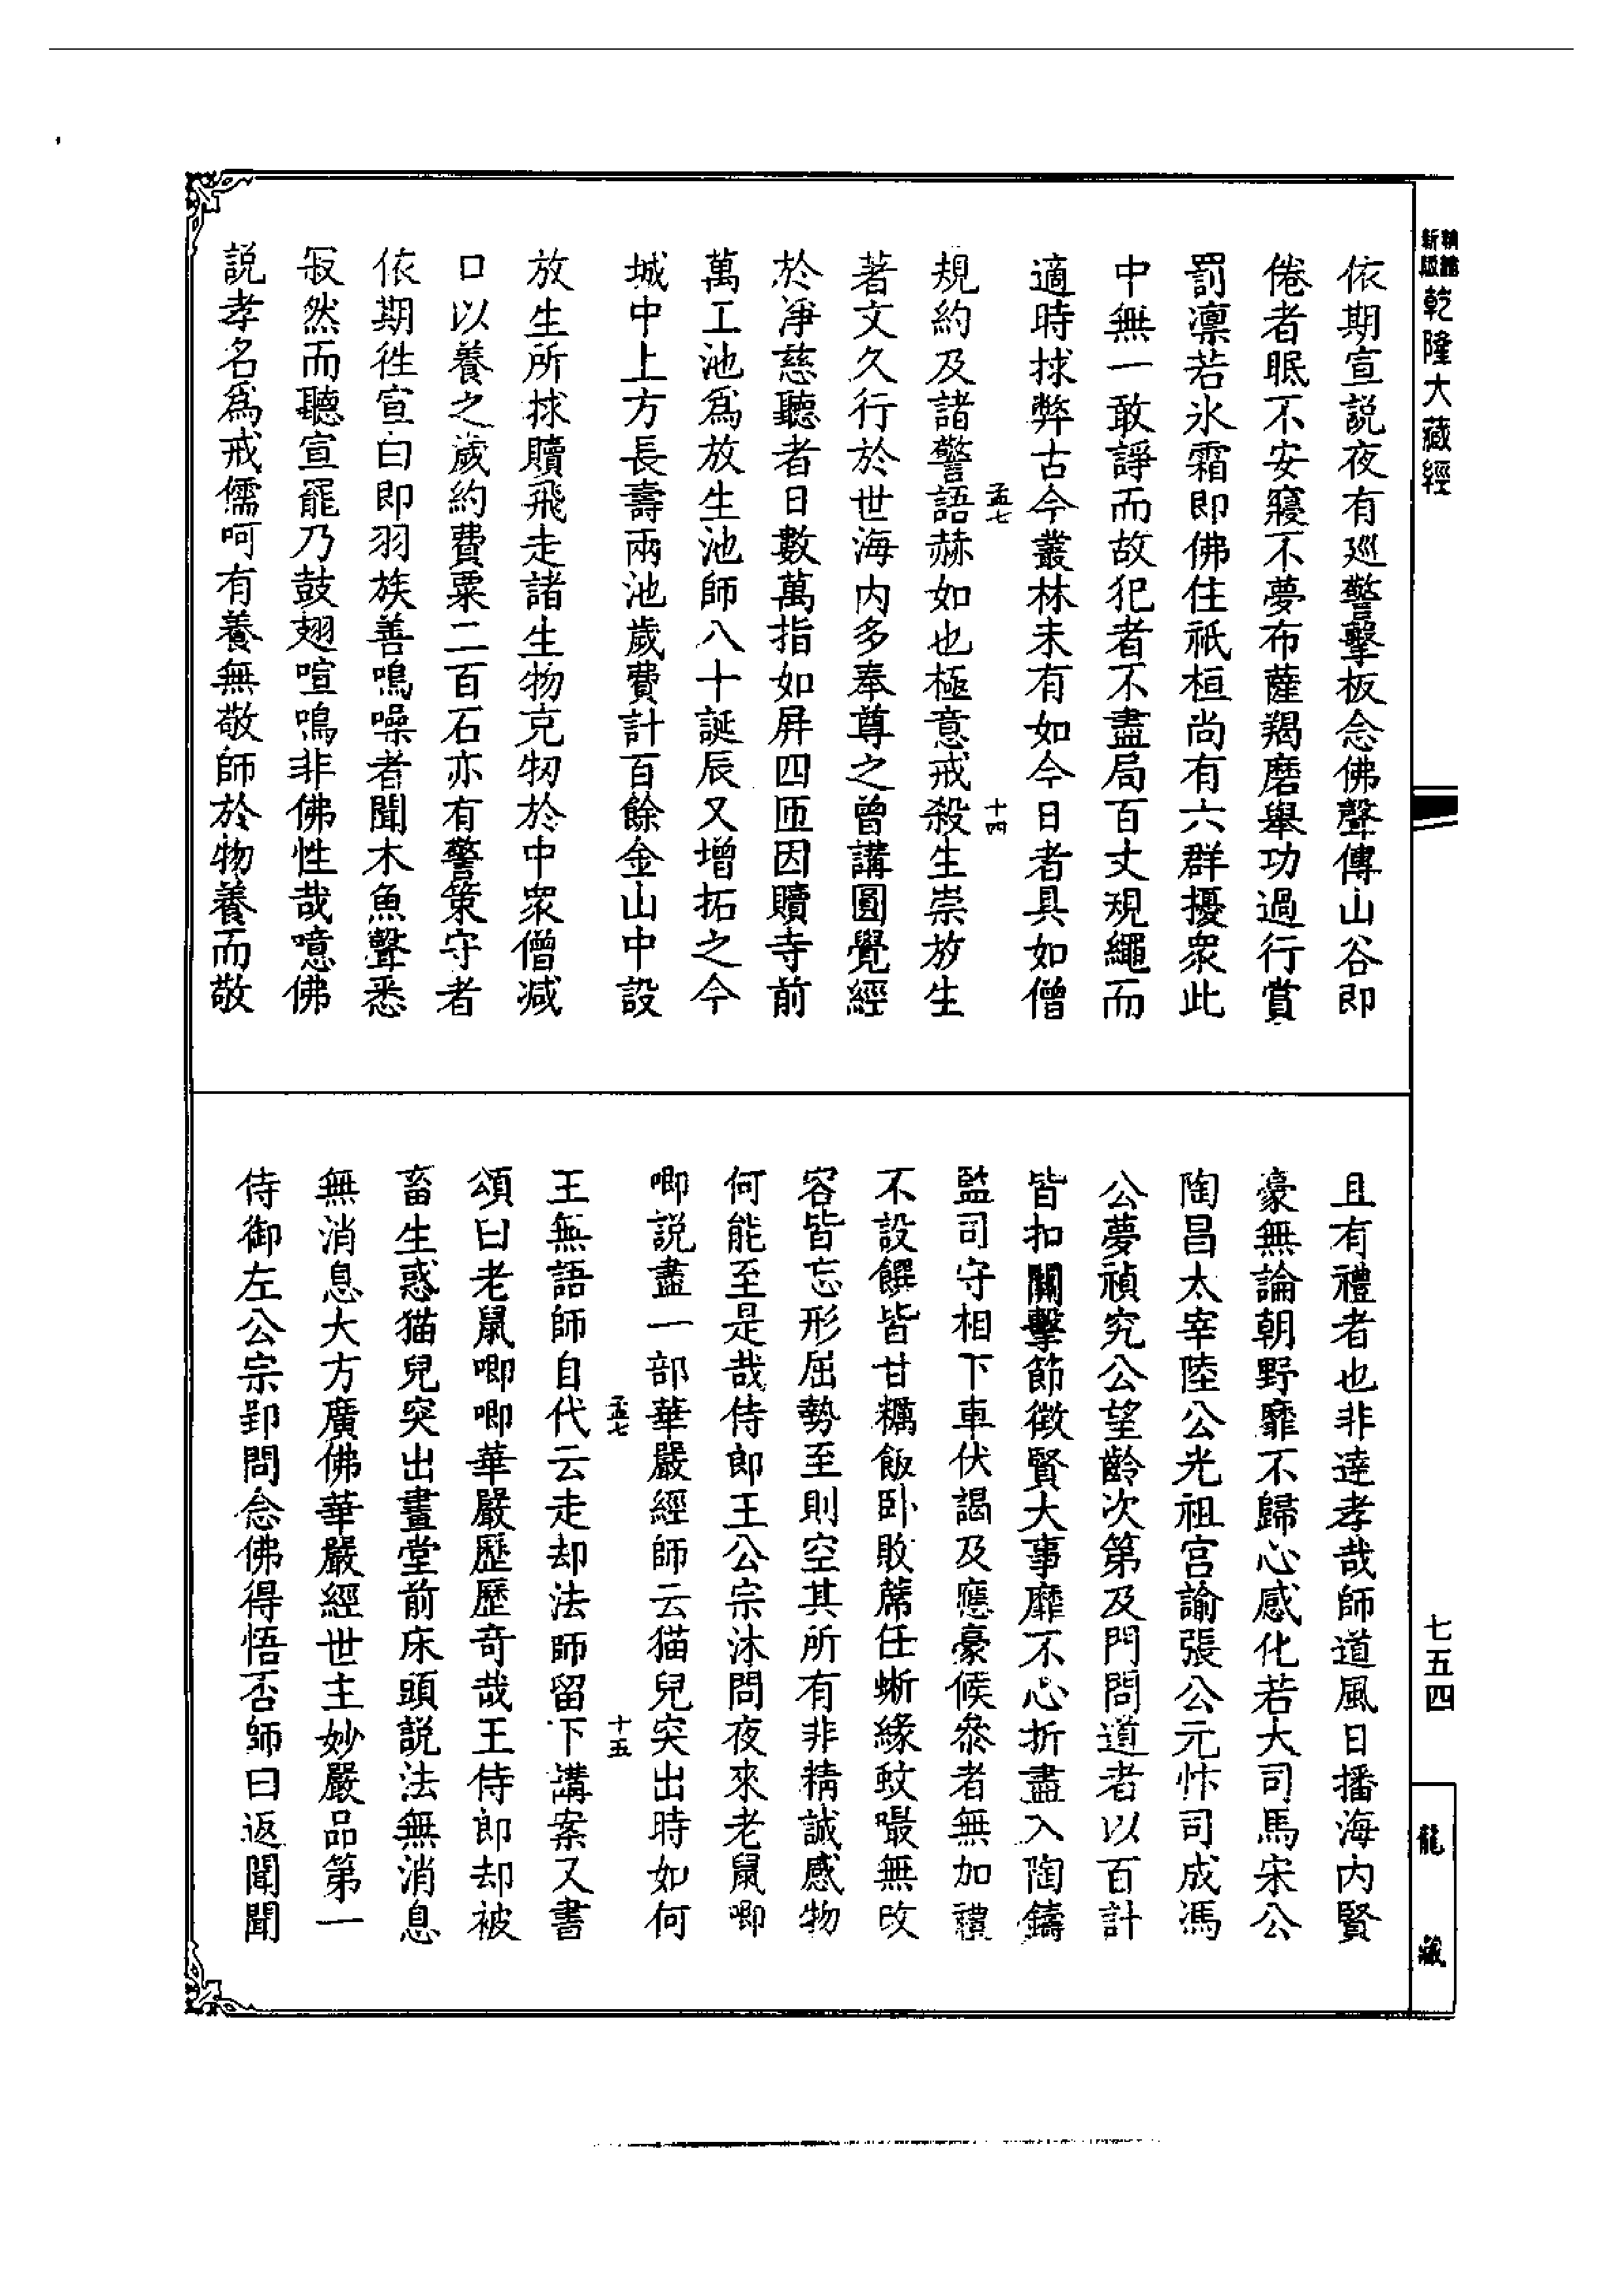 新版
精縮
乾隆大藏經
依期宣説夜有廵警擊板念佛聲傳山谷即
倦者眠不安寢不夢布薩羯磨舉功過行賞
罰凛若氷霜即佛住祇桓尚有六群擾衆此
中無一敢諍而故犯者不盡局百丈規繩而
適時捄弊古今叢林未有如今日者具如僧
規約及諸警語赫如也極意戒殺生崇放生
著文久行於世海内多奉尊之曾講圓覺經
於淨慈聽者日數萬指如屏四匝因贖寺前
萬工池爲放生池師八十誕辰又增拓之今
城中上方長壽兩池歲費計百餘金山中設
放生所捄贖飛走諸生物充牣於中衆僧减
口以養之歲約費粟二百石亦有警策守者
依期徃宣白即羽族善鳴噪者聞木魚聲悉
寂然而聽宣罷乃鼓翅喧鳴非佛性哉噫佛
説孝名爲戒儒呵有養無敬師於物養而敬
十四
且有禮者也非達孝哉師道風日播海内賢
豪無論朝野靡不歸心感化若大司馬宋公
陶昌太宰陸公光祖宫諭張公元忭司成馮
公夢禎究公公望齡次第及門問道者以百計
皆扣關擊節徵賢大事靡不心折盡入陶鑄
監司守相下車伏謁及應豪候叅者無加禮
不設饌皆甘糲飯卧敗蓆任蜥緣蚊嘬無攺
容皆忘形屈勢至則空其所有非精誠感物
何能至是哉侍郎王公宗沐問夜來老鼠唧
唧説盡一部華嚴經師云猫兒突出時如何
十五
王無語師自代云走却法師留下講案又書
頌曰老鼠唧唧華嚴歷歷奇哉王侍郎却被
畜生惑猫兒突出畫堂前床頭説法無消息
無消息大方廣佛華嚴經世主妙嚴品第一
侍御左公宗郢問念佛得悟否師曰返聞聞
七五四
龍藏